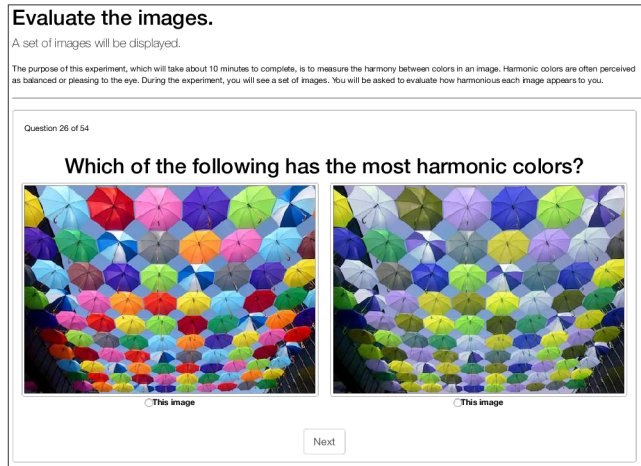 Evaluate the images.
A set of images will be displayed.
The purpose of this experiment, which will take about 10 minutes to complete, is to measure the harmony between colors in an image. Harmonic colors are often perceived
as balanced or pleasing to the eye. During the experiment, you will see a set of images. You will be asked to evaluate how harmonious each image appears to you.
Question 26 of 54
Which of the following has the most harmonic colors?
This image
This image
Next